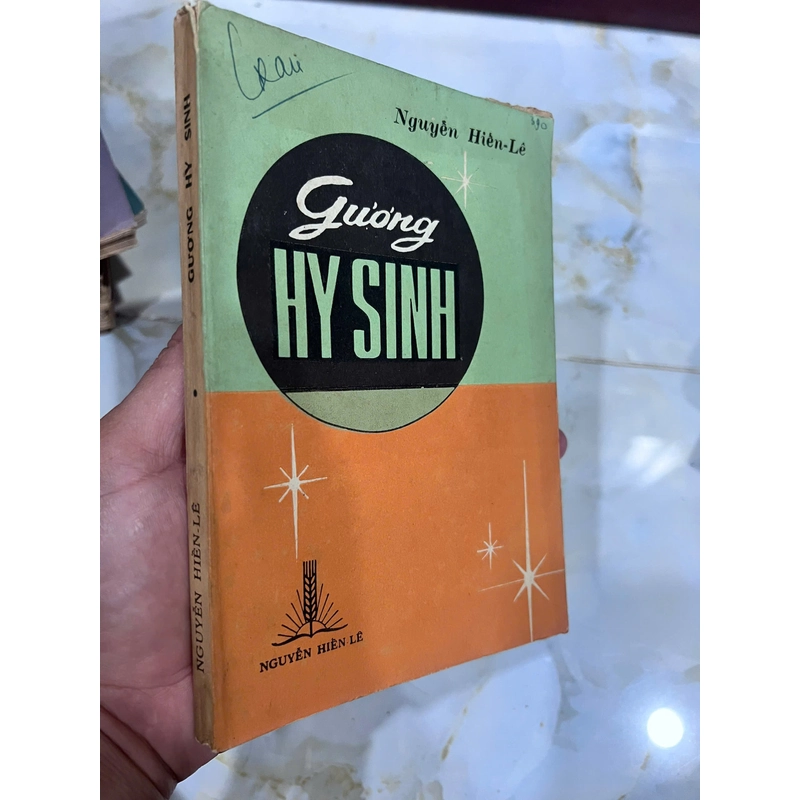 Nguyễn Hiến-Lê
Gương
HY SINH
NGUYỄN HIẾN LÊ
GƯƠNG HY SINH
NGUYỄN HIẾN-LÊ